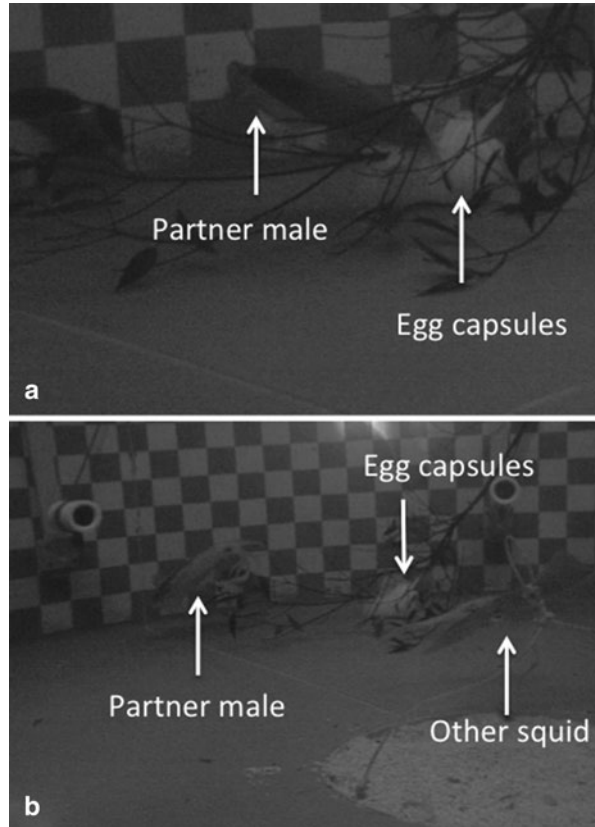 Partner male
Egg capsules
a
Egg capsules
Partner male
Other squid
b